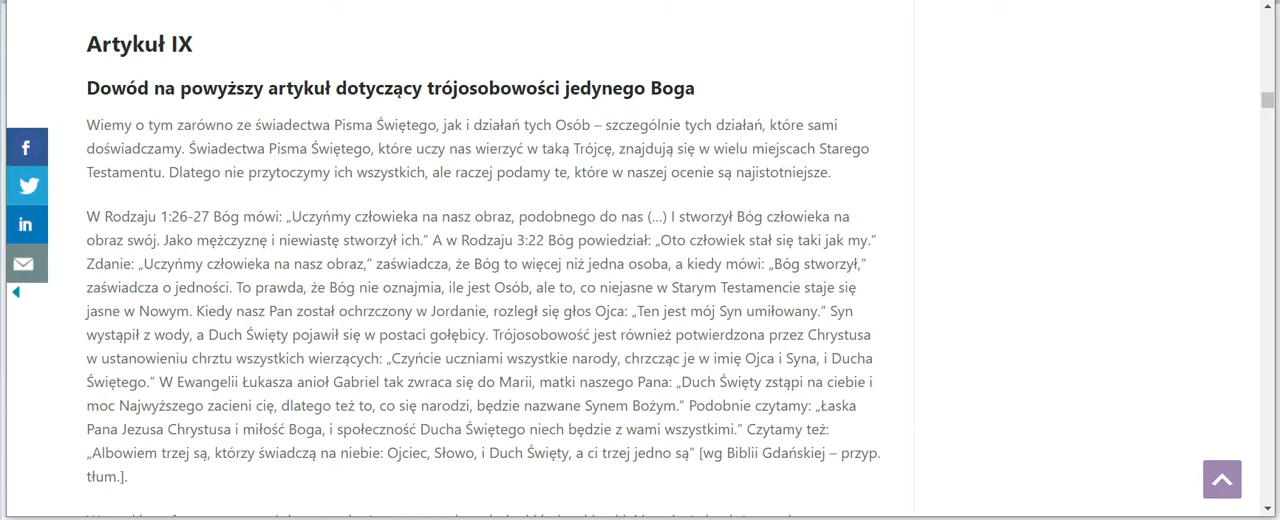 Artykuł IX
Dowód na powyższy artykuł dotyczący trójosobowości jedynego Boga
Wiemy o tym zarówno ze świadectwa Pisma Świętego, jak i działań tych Osób – szczególnie tych działań, które sami
doświadczamy. Świadectwa Pisma Świętego, które uczy nas wierzyć w taką Trójcę, znajdują się w wielu miejscach Starego
Testamentu. Dlatego nie przytoczymy ich wszystkich, ale raczej podamy te, które w naszej ocenie są najistotniejsze.
W Rodzaju 1:26-27 Bóg mówi: „Uczyńmy człowieka na nasz obraz, podobnego do nas (...) I stworzył Bóg człowieka na
obraz swój. Jako mężczyznę i niewiastę stworzył ich.” A w Rodzaju 3:22 Bóg powiedział: „Oto człowiek stał się taki jak my.”
Zdanie: „Uczyńmy człowieka na nasz obraz,” zaświadcza, że Bóg to więcej niż jedna osoba, a kiedy mówi: „Bóg stworzył,”
zaświadcza o jedności. To prawda, że Bóg nie oznajmia, ile jest Osób, ale to, co niejasne w Starym Testamencie staje się
jasne w Nowym. Kiedy nasz Pan został ochrzczony w Jordanie, rozległ się głos Ojca: „Ten jest mój Syn umiłowany.” Syn
wystąpił z wody, a Duch Święty pojawił się w postaci gołębicy. Trójosobowość jest również potwierdzona przez Chrystusa
w ustanowieniu chrztu wszystkich wierzących: „Czyńcie uczniami wszystkie narody, chrzcząc je w imię Ojca i Syna, i Ducha
Świętego.” W Ewangelii Łukasza anioł Gabriel tak zwraca się do Marii, matki naszego Pana: „Duch Święty zstąpi na ciebie i
moc Najwyższego zacieni cię, dlatego też to, co się narodzi, będzie nazwane Synem Bożym.” Podobnie czytamy: „Łaska
Pana Jezusa Chrystusa i miłość Boga, i społeczność Ducha Świętego niech będzie z wami wszystkimi.” Czytamy też:
„Albowiem trzej są, którzy świadczą na niebie: Ojciec, Słowo, i Duch Święty, a ci trzej jedno są” [wg Biblii Gdańskiej – przyp.
tłum.].